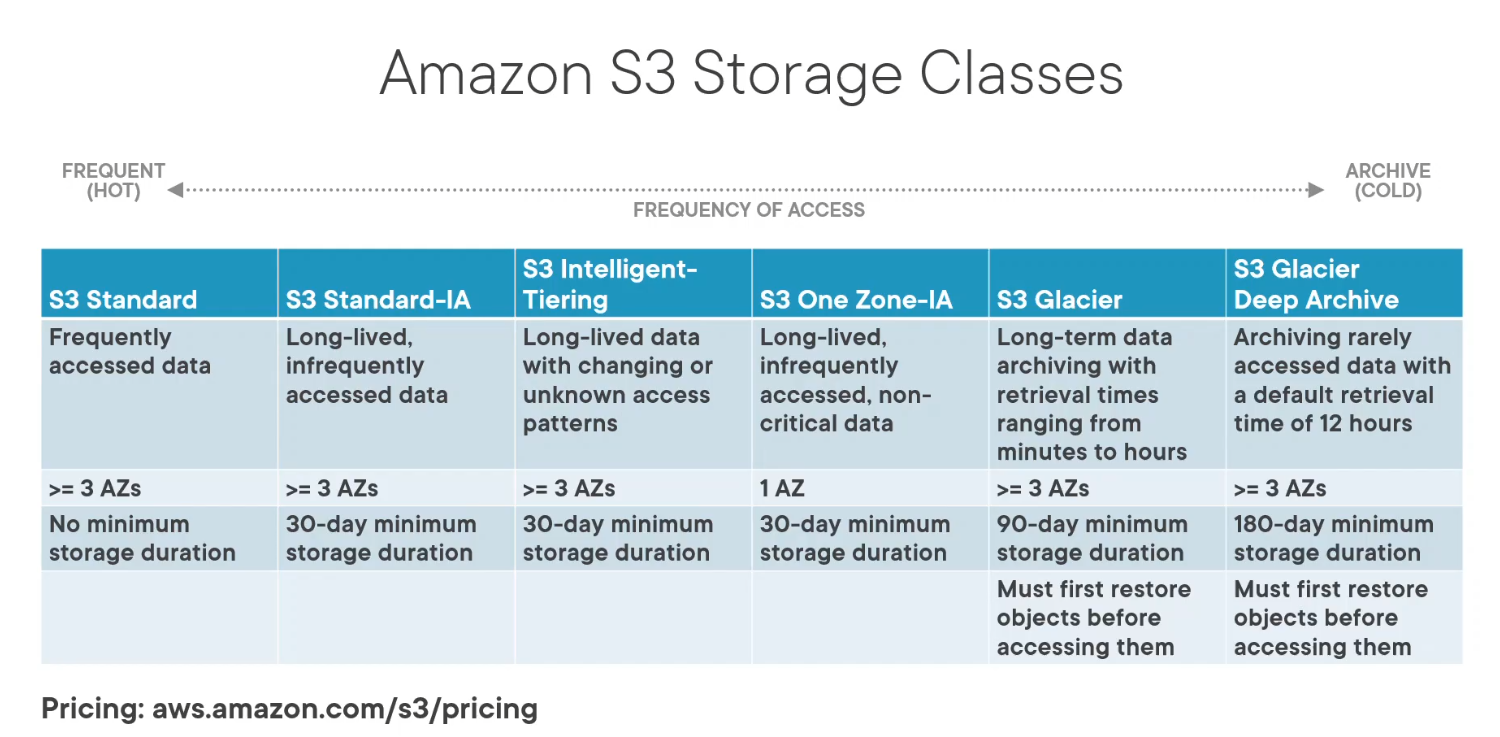 Amazon S3 Storage Classes
FREQUENT
(HOT)
ARCHIVE
(COLD)
FREQUENCY OF ACCESS
S3 Standard
S3 Standard-IA
S3 Intelligent-
Tiering
S3 One Zone-IA
S3 Glacier
S3 Glacier
Deep Archive
Frequently
accessed data
Long-lived,
infrequently
accessed data
Long-lived data
with changing or
unknown access
patterns
Long-lived,
infrequently
accessed, non-
critical data
Long-term data
archiving with
retrieval times
ranging from
minutes to hours
Archiving rarely
accessed data with
a default retrieval
time of 12 hours
>= 3 AZs
>= 3 AZs
>= 3 AZs
1 AZ
>= 3 AZs
>= 3 AZs
No minimum
storage duration
30-day minimum
storage duration
30-day minimum
storage duration
30-day minimum
storage duration
90-day minimum
storage duration
180-day minimum
storage duration
Must first restore
objects before
accessing them
Must first restore
objects before
accessing them
Pricing: aws.amazon.com/s3/pricing